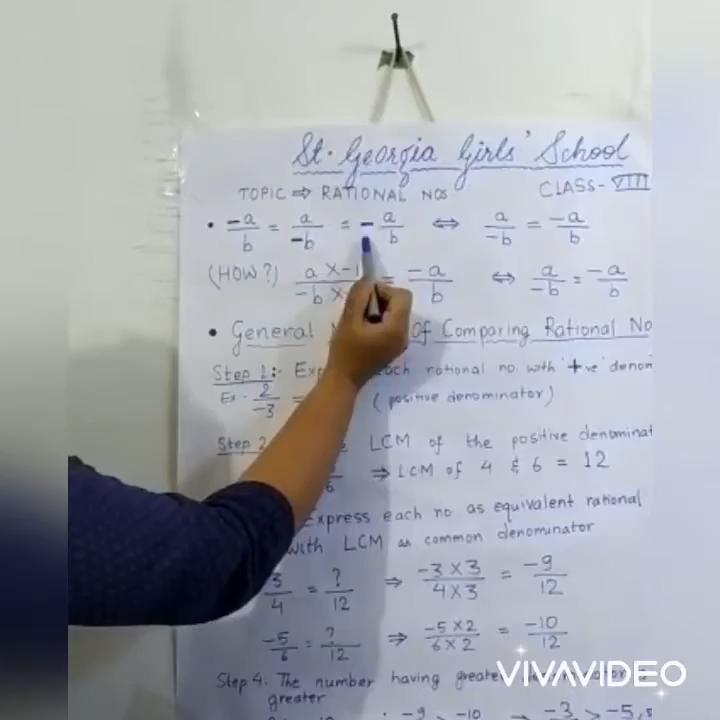 St. Georgia Girls' School
TOPIC ⇒ RATIONAL NOS CLASS- VIII
• -a/b = a/-b = - a/b ⇔ a/-b = -a/b
(HOW?) a × -1 / -b × = -a/b ⇔ a/-b = -a/b
• General Of Comparing Rational No
Step 1:- each rational no. with '+ve' denom
Ex - 2/-3 = (positive denominator)
Step 2 LCM of the positive denominat
6 ⇒ LCM of 4 & 6 = 12
Express each no as equivalent rational
with LCM as common denominator
3/4 = ?/12 ⇒ -3 × 3 / 4 × 3 = -9/12
-5/6 = ?/12 ⇒ -5 × 2 / 6 × 2 = -10/12
Step 4. The number having greater
greater
-9 > -10 ⇒ -3 > -5
VIVAVIDEO